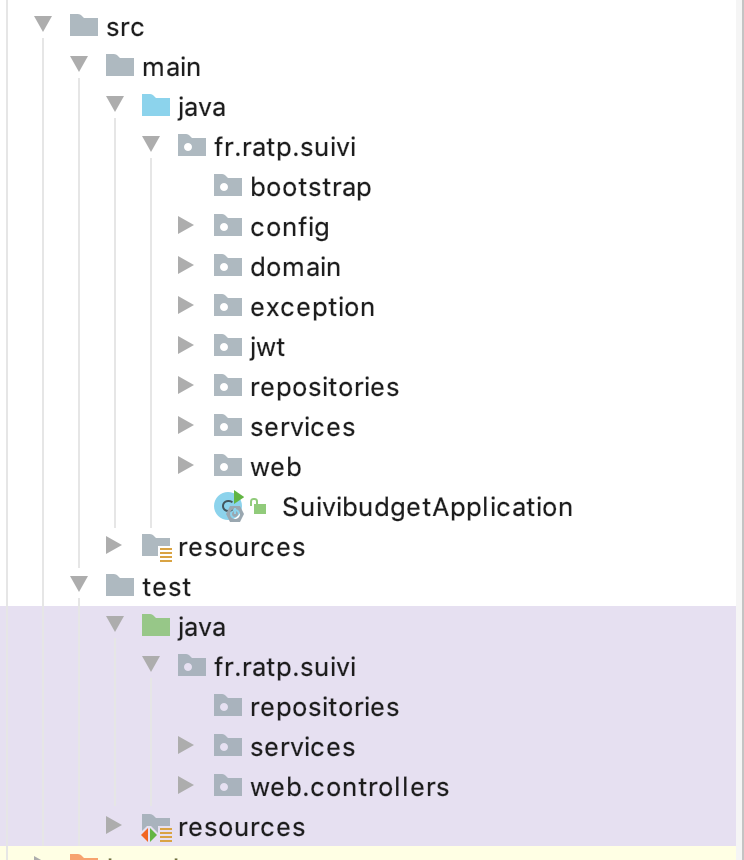 src
main
java
fr.ratp.suivi
bootstrap
config
domain
exception
jwt
repositories
services
web
SuivibudgetApplication
resources
test
java
fr.ratp.suivi
repositories
services
web.controllers
resources